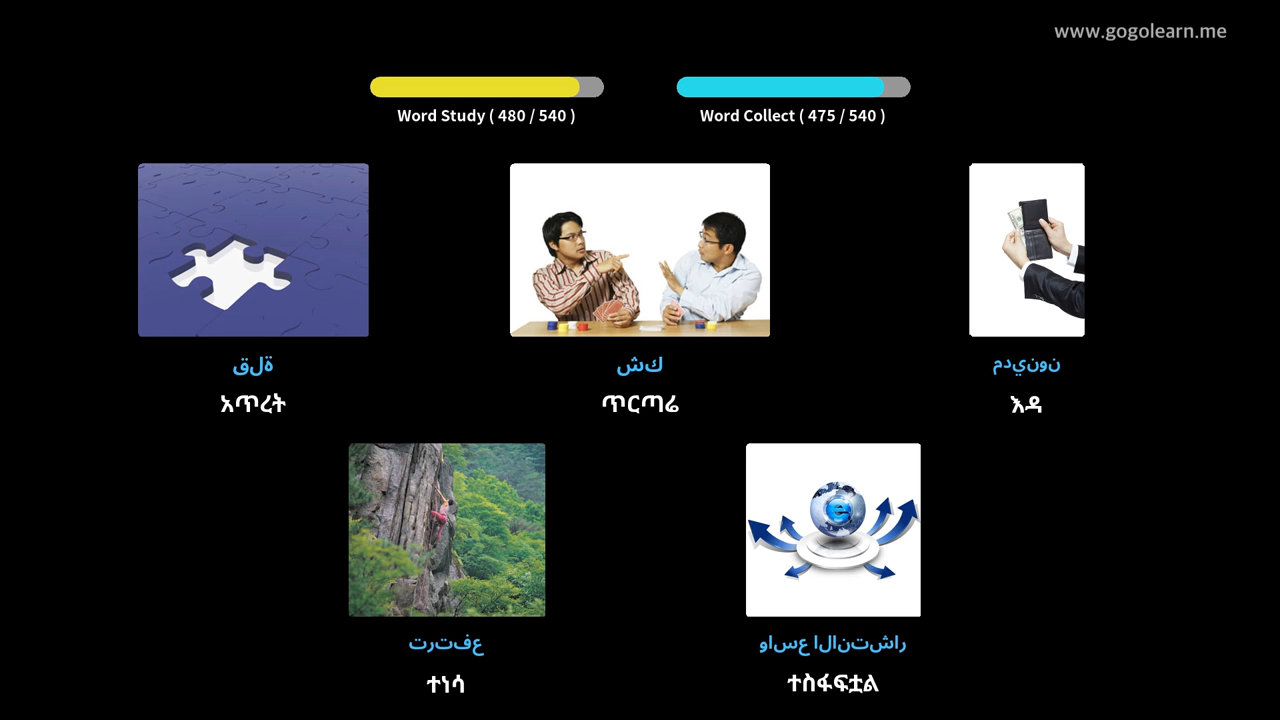 www.gogolearn.me
Word Study ( 480 / 540 )
Word Collect ( 475 / 540 )
قلة
شك
مدينون
አጥረት
ጥርጣሬ
እዳ
ترتفع
واسع الانتشار
ተነሳ
ተስፋፍቷል